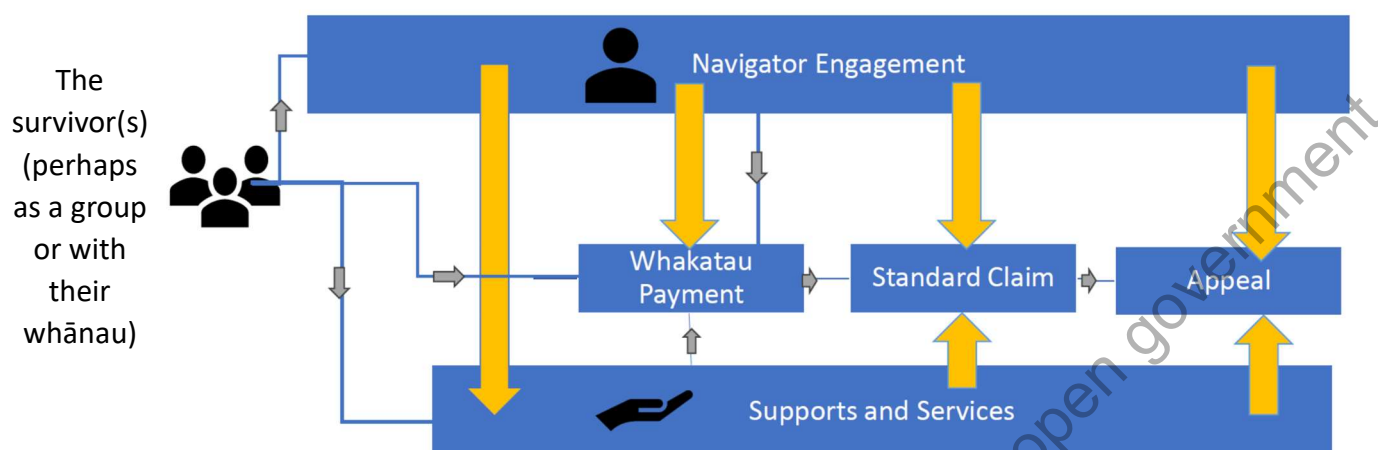 The
survivor(s)
(perhaps
as a group
or with
their
whānau)
Navigator Engagement
Whakatau
Payment
Standard Claim
Appeal
Supports and Services
open government